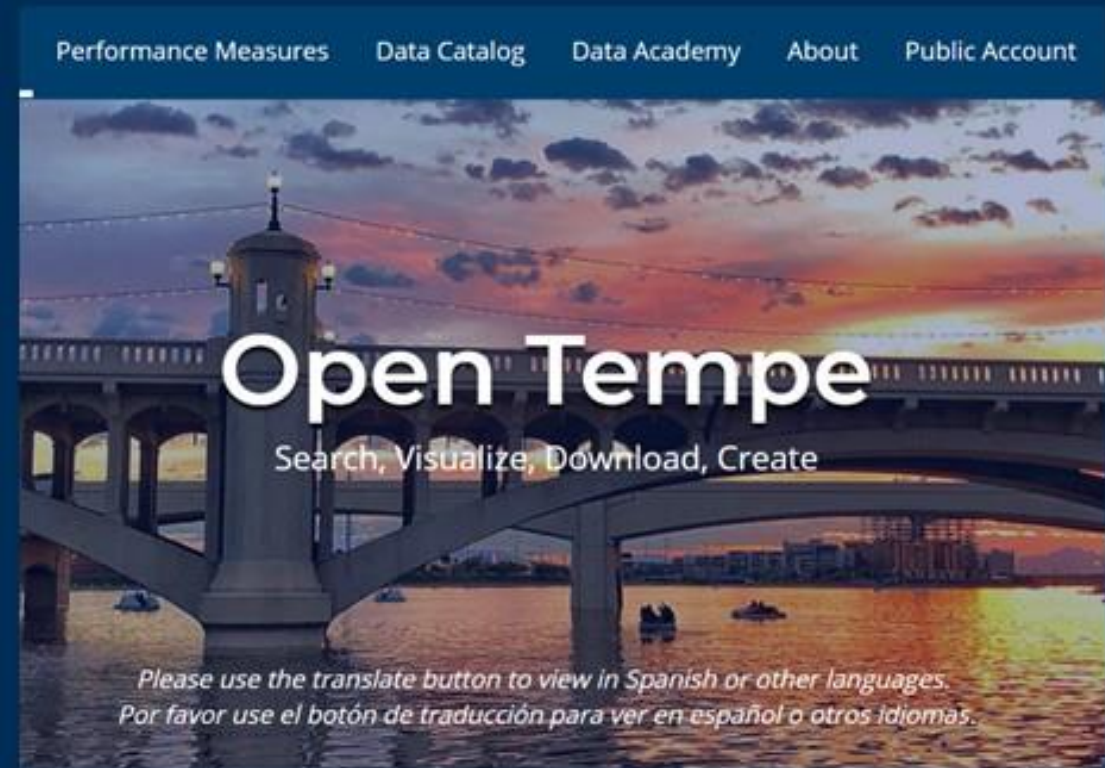 Performance Measures Data Catalog Data Academy About Public Account
Open Tempe
Search, Visualize, Download, Create
Please use the translate button to view in Spanish or other languages.
Por favor use el botón de traducción para ver en español o otros idiomas.